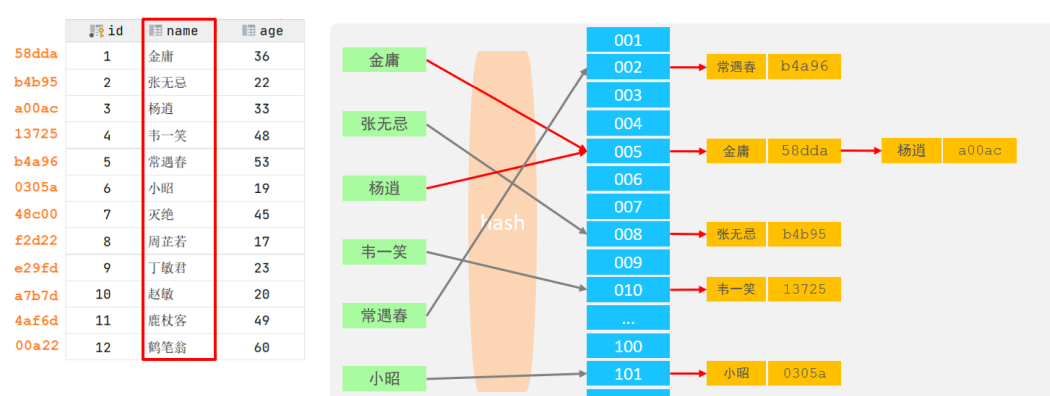 id name age
58dda 1 金庸 36
b4b95 2 张无忌 22
a00ac 3 杨逍 33
13725 4 韦一笑 48
b4a96 5 常遇春 53
0305a 6 小昭 19
48c00 7 灭绝 45
f2d22 8 周芷若 17
e29fd 9 丁敏君 23
a7b7d 10 赵敏 20
4af6d 11 鹿杖客 49
00a22 12 鹤笔翁 60
金庸
张无忌
杨逍
韦一笑
常遇春
小昭
hash
001
002 常遇春 b4a96
003
004
005 金庸 58dda 杨逍 a00ac
006
007
008 张无忌 b4b95
009
010 韦一笑 13725
...
100
101 小昭 0305a